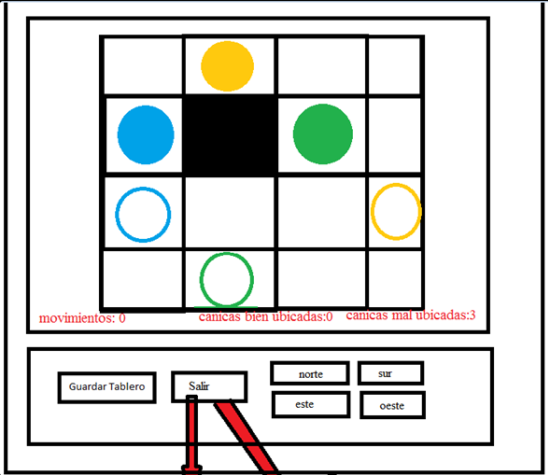 movimientos: 0
canicas bien ubicadas:0
canicas mal ubicadas:3
Guardar Tablero
Salir
norte
sur
este
oeste